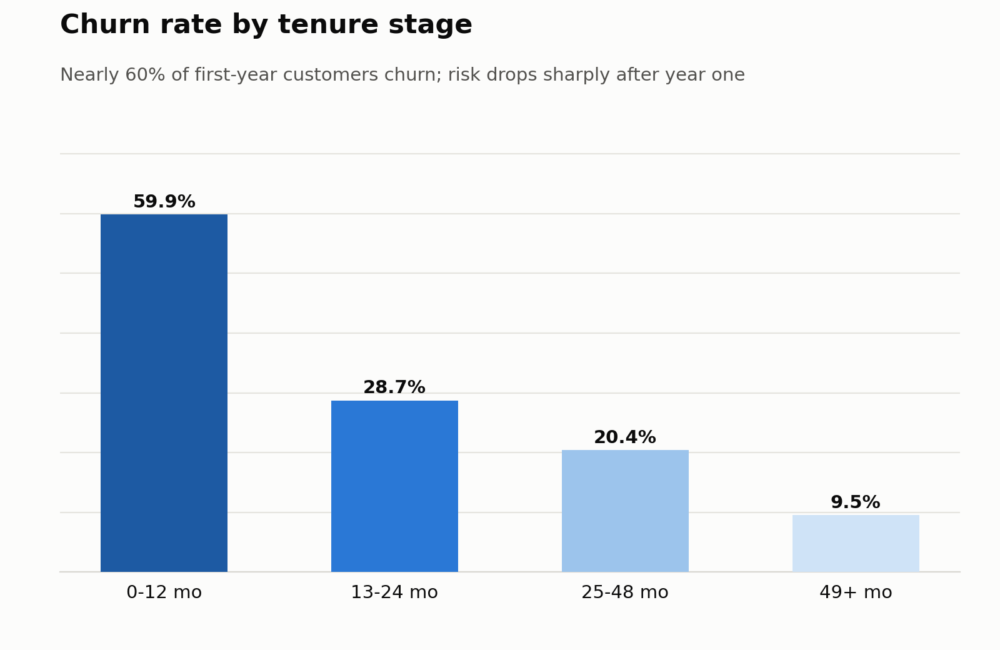 Churn rate by tenure stage
Nearly 60% of first-year customers churn; risk drops sharply after year one
59.9%
28.7%
20.4%
9.5%
0-12 mo
13-24 mo
25-48 mo
49+ mo